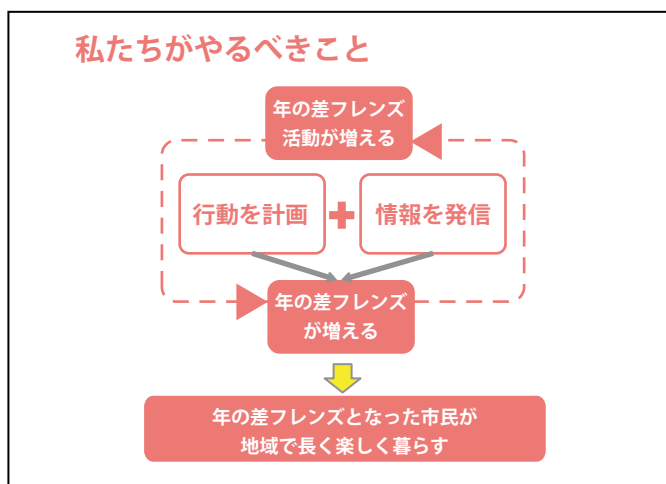 私たちがやるべきこと
年の差フレンズ
活動が増える
行動を計画
情報を発信
年の差フレンズ
が増える
年の差フレンズとなった市民が
地域で長く楽しく暮らす